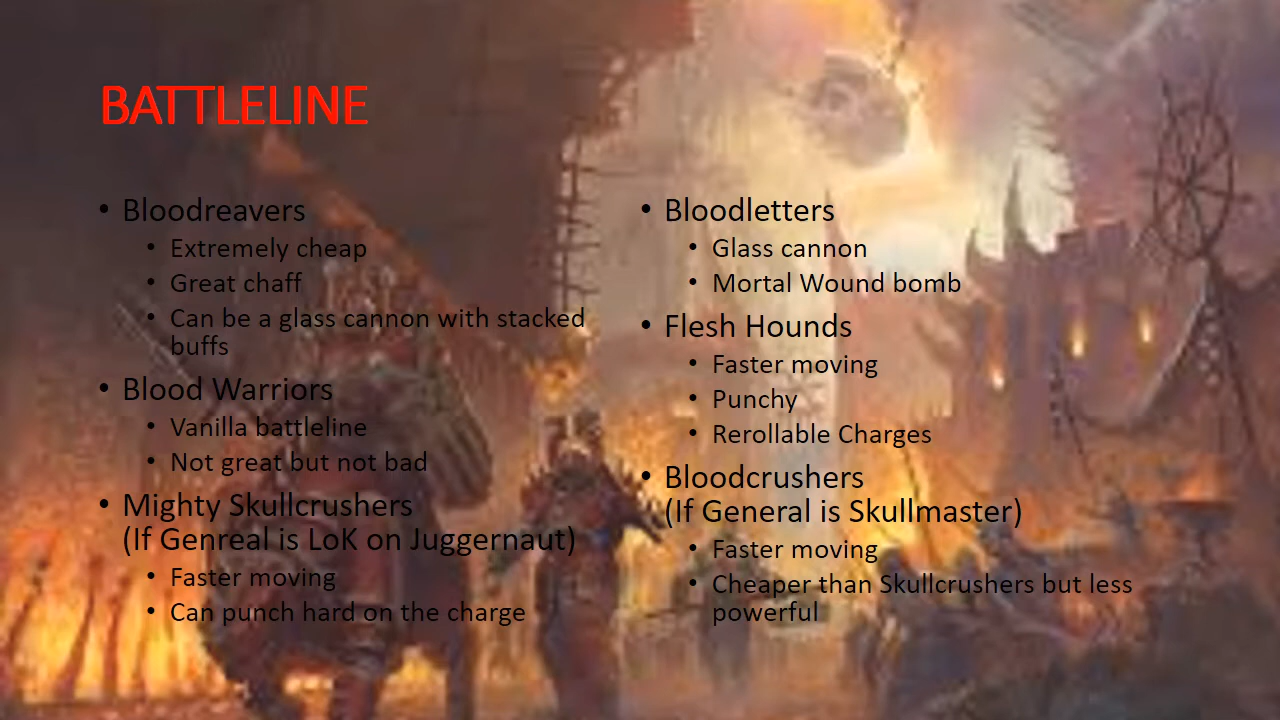 BATTLELINE
• Bloodreavers
• Extremely cheap
• Great chaff
• Can be a glass cannon with stacked
buffs
• Blood Warriors
• Vanilla battleline
• Not great but not bad
• Mighty Skullcrushers
(If Genreal is LoK on Juggernaut)
• Faster moving
• Can punch hard on the charge
• Bloodletters
• Glass cannon
• Mortal Wound bomb
• Flesh Hounds
• Faster moving
• Punchy
• Rerollable Charges
• Bloodcrushers
(If General is Skullmaster)
• Faster moving
• Cheaper than Skullcrushers but less
powerful